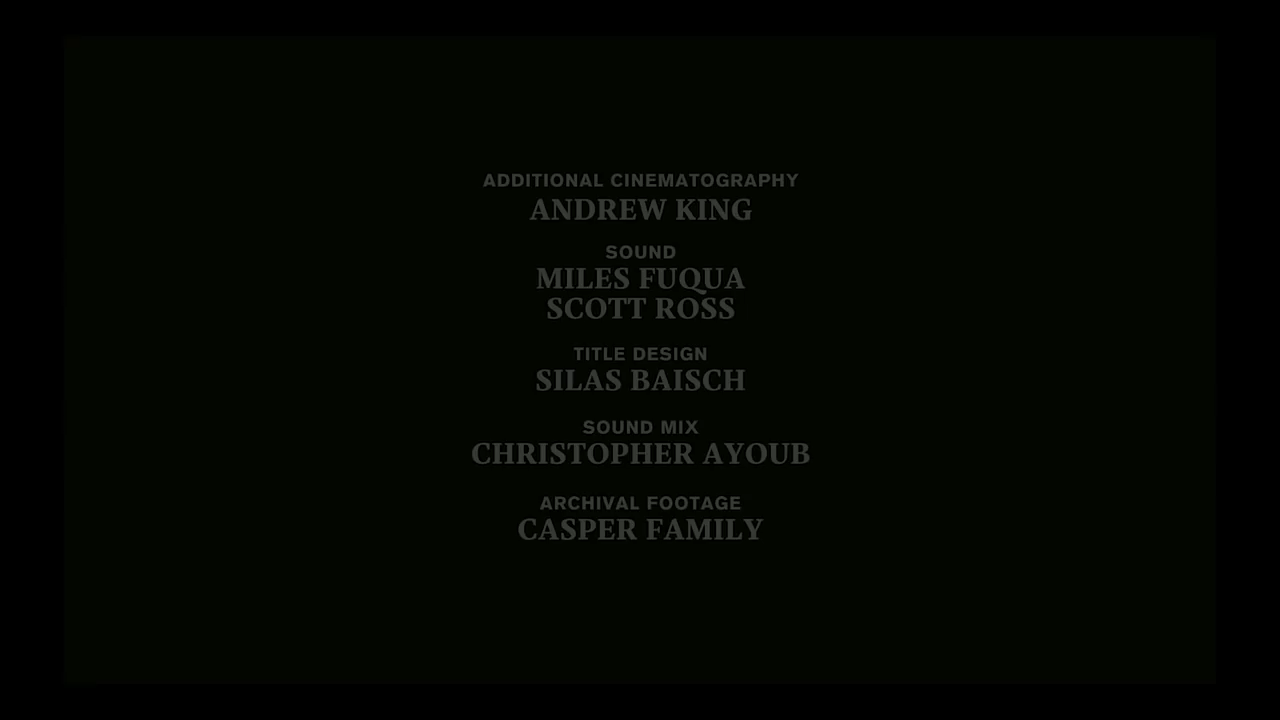 ADDITIONAL CINEMATOGRAPHY
ANDREW KING
SOUND
MILES FUQUA
SCOTT ROSS
TITLE DESIGN
SILAS BAISCH
SOUND MIX
CHRISTOPHER AYOUB
ARCHIVAL FOOTAGE
CASPER FAMILY